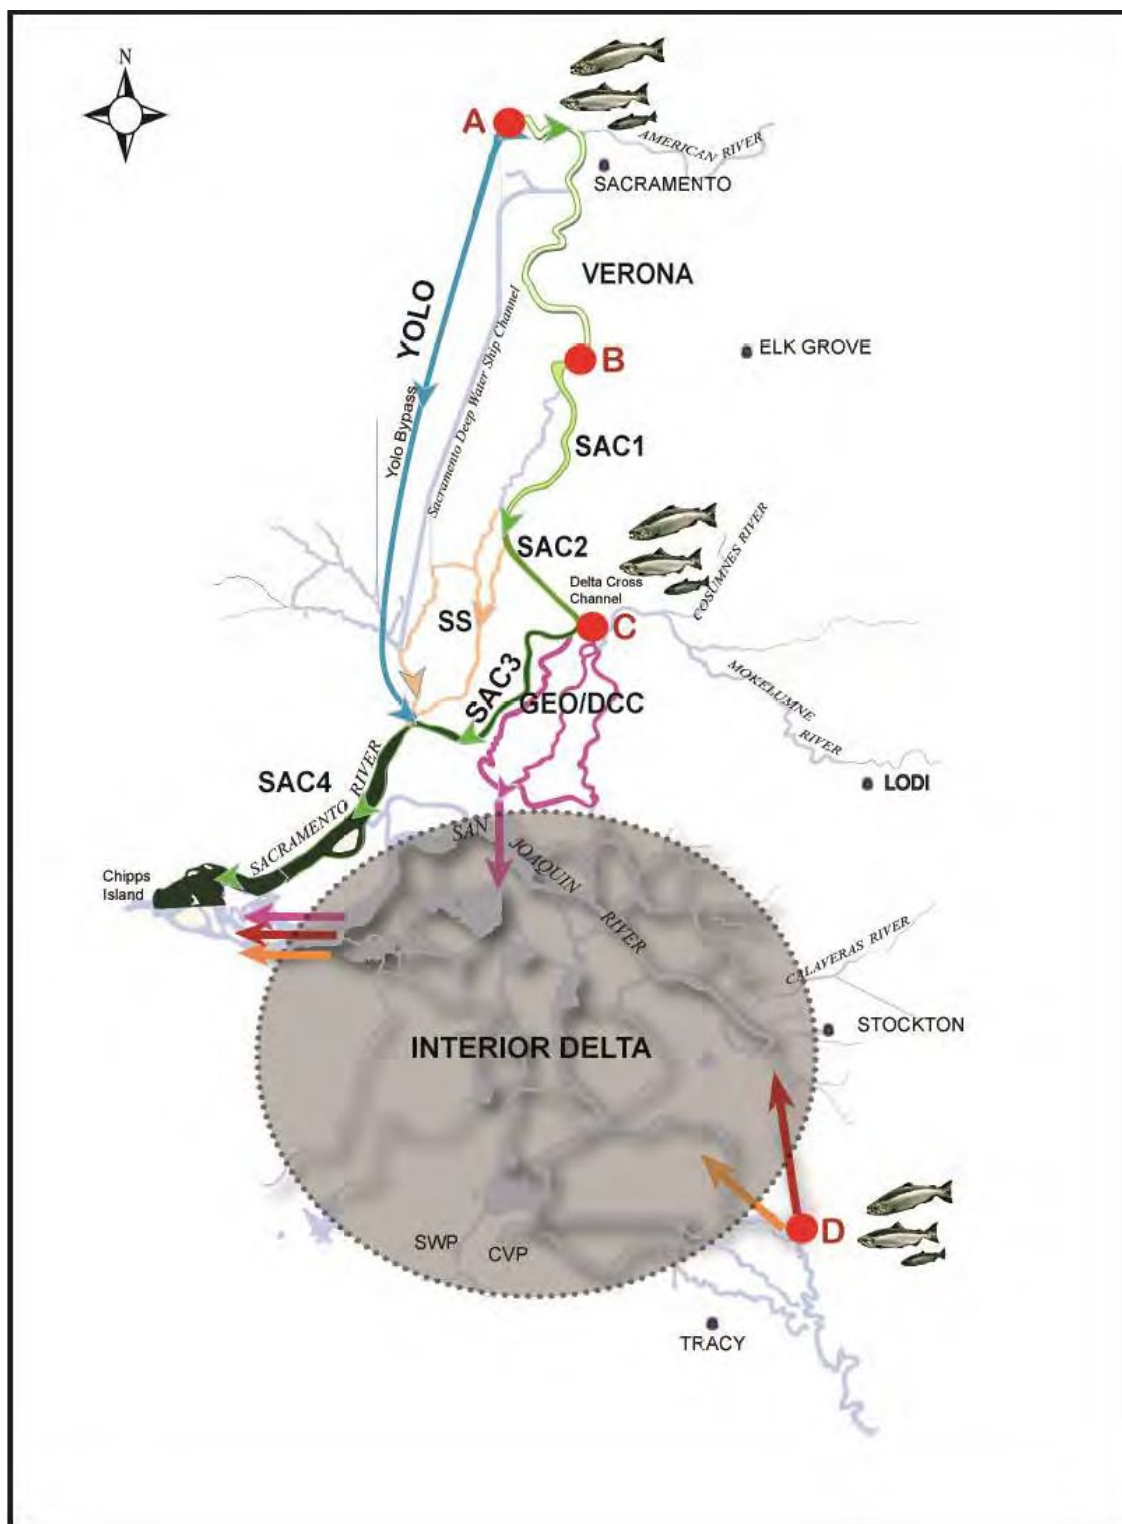 N
A
AMERICAN RIVER
SACRAMENTO
VERONA
YOLO
Sacramento Deep Water Ship Channel
B
ELK GROVE
Yolo Bypass
SAC1
SAC2
COSUMNES RIVER
Delta Cross
Channel
SS
C
SAC3
GEO/DCC
MOKELUMNE
RIVER
LODI
SAC4
SACRAMENTO RIVER
SAN
JOAQUIN
RIVER
Chipps
Island
CALAVERAS RIVER
STOCKTON
INTERIOR DELTA
D
SWP
CVP
TRACY